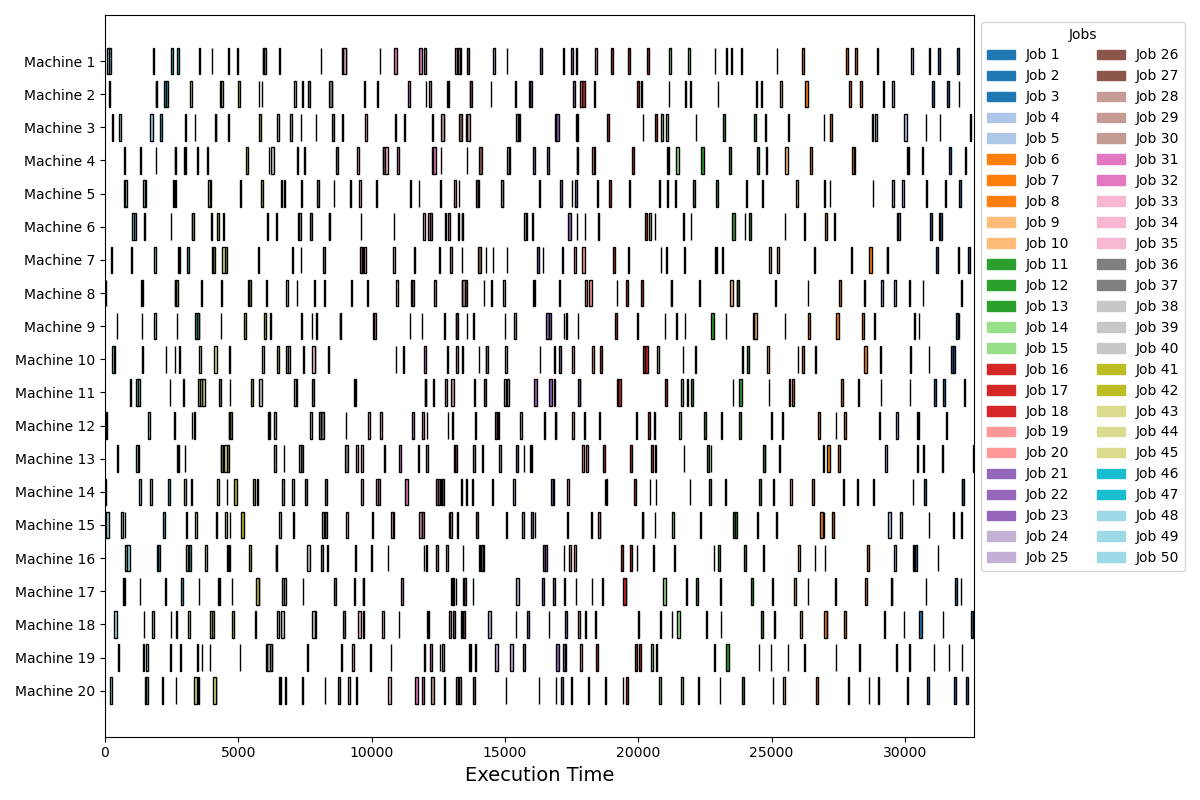 Machine 1
Machine 2
Machine 3
Machine 4
Machine 5
Machine 6
Machine 7
Machine 8
Machine 9
Machine 10
Machine 11
Machine 12
Machine 13
Machine 14
Machine 15
Machine 16
Machine 17
Machine 18
Machine 19
Machine 20
0 5000 10000 15000 20000 25000 30000
Execution Time
Jobs
Job 1 Job 26
Job 2 Job 27
Job 3 Job 28
Job 4 Job 29
Job 5 Job 30
Job 6 Job 31
Job 7 Job 32
Job 8 Job 33
Job 9 Job 34
Job 10 Job 35
Job 11 Job 36
Job 12 Job 37
Job 13 Job 38
Job 14 Job 39
Job 15 Job 40
Job 16 Job 41
Job 17 Job 42
Job 18 Job 43
Job 19 Job 44
Job 20 Job 45
Job 21 Job 46
Job 22 Job 47
Job 23 Job 48
Job 24 Job 49
Job 25 Job 50